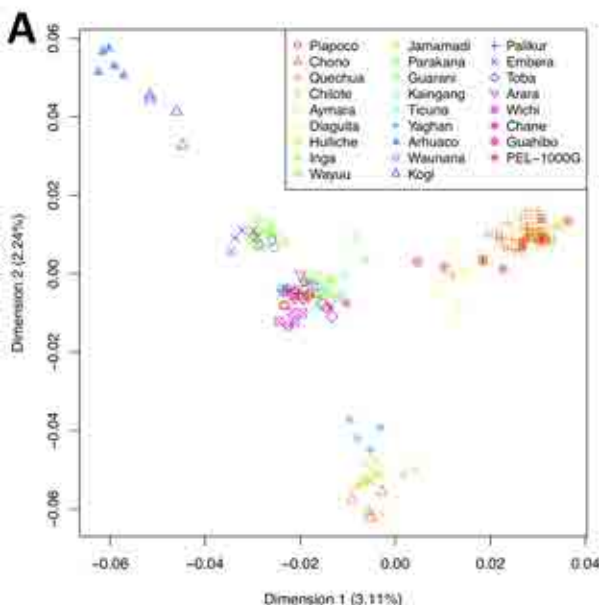 A
Piapoco
Chono
Quechua
Chilote
Aymara
Diaguita
Huilliche
Inga
Wayuu
Jamamadi
Parakana
Guarani
Kaingang
Ticuna
Yaghan
Arhuaco
Waunana
Kogi
Palikur
Embera
Toba
Arara
Wichi
Chane
Guahibo
PEL-1000G
0.06
0.04
0.02
0.00
-0.02
-0.04
-0.06
Dimension 2 (2.24%)
-0.06 -0.04 -0.02 0.00 0.02 0.04
Dimension 1 (3.11%)